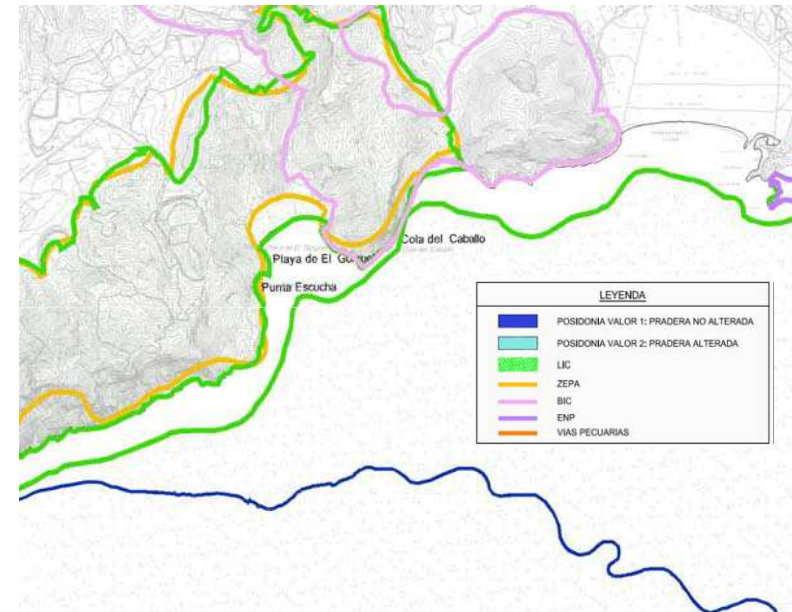 Cola del Caballo
Playa de El Gorguel
Punta Escucha
LEYENDA
POSIDONIA VALOR 1: PRADERA NO ALTERADA
POSIDONIA VALOR 2: PRADERA ALTERADA
LIC
ZEPA
BIC
ENP
VIAS PECUARIAS